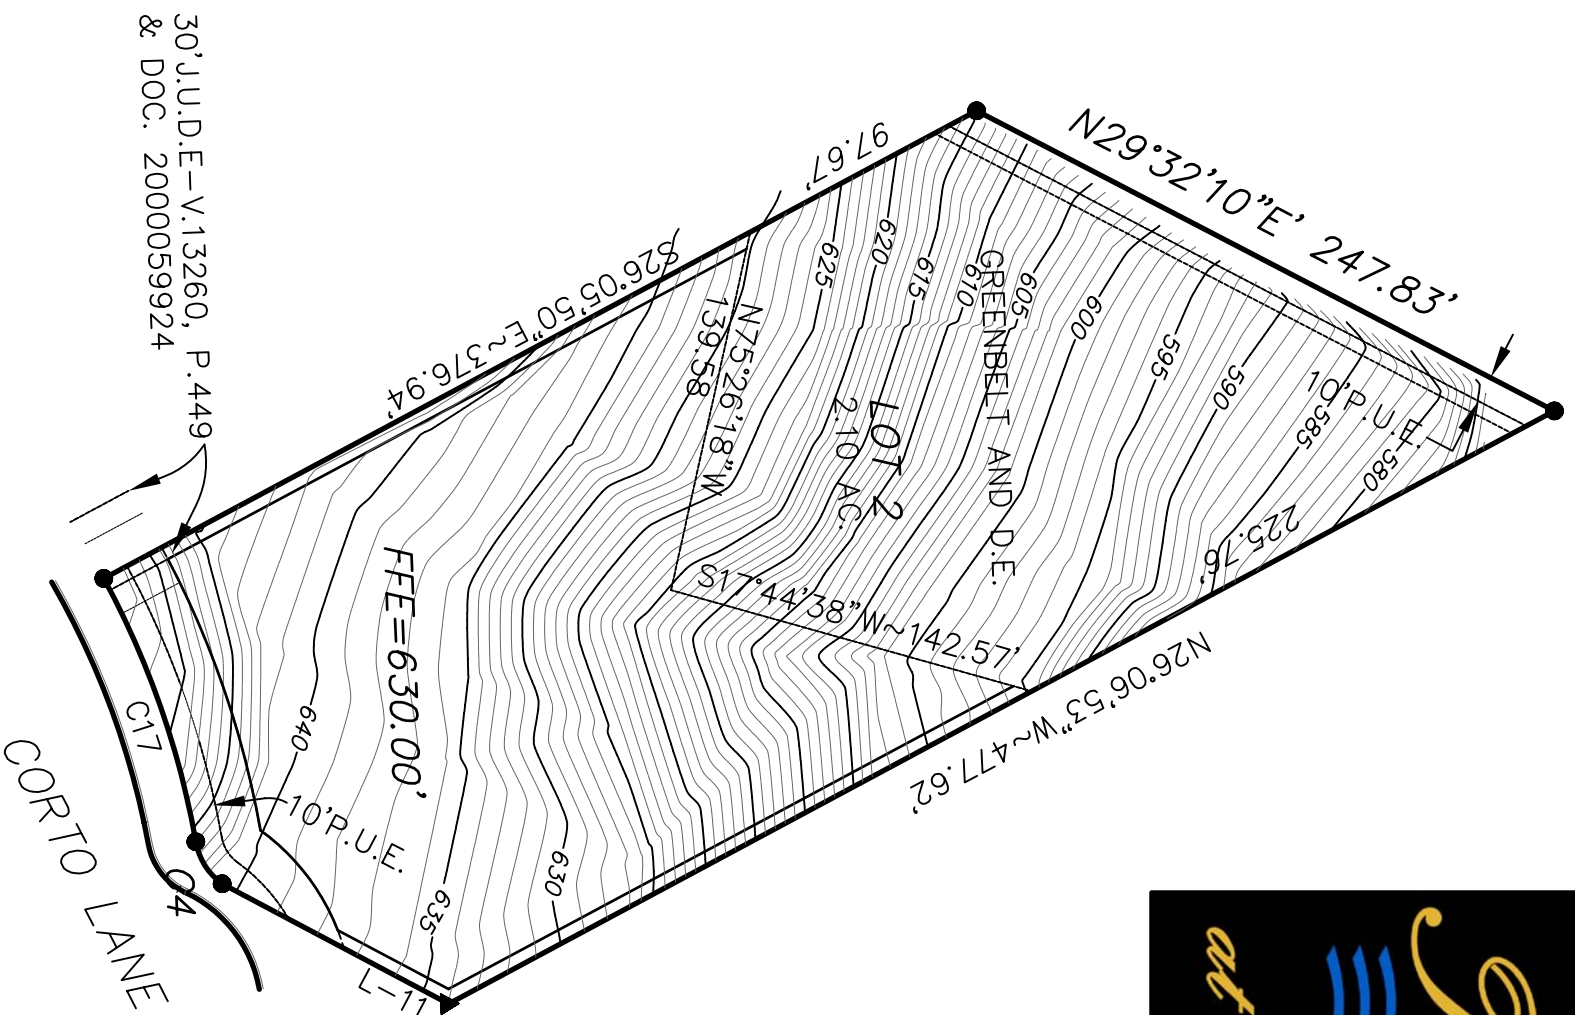 30'J.U.D.E-V.13260, P.449
& DOC. 2000059924
N29°32'10"E' 247.83'
97.67'
S26°05'50"E~376.94'
N75°26'18"W
139.58
625
620
615
610
605
600
595
590
585
580
GREENBELT AND D.E.
LOT 2
2.10 AC.
10'P.U.E.
225.76'
S17°44'38"W~142.57'
N26°06'53"W~477.62'
FFE=630.00'
640
635
630
10'P.U.E.
C17
C4
L-11
CORTO LANE
at